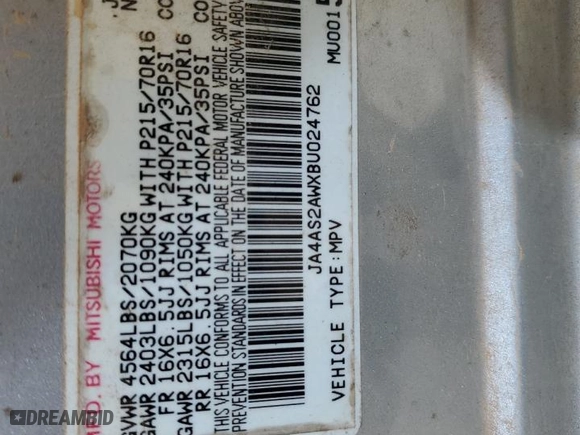 MFD. BY MITSUBISHI MOTORS
GVWR 4564LBS/2070KG
GAWR 2403LBS/1090KG WITH P215/70R16
FR 16X6.5JJ RIMS AT 240KPA/35PSI
GAWR 2315LBS/1050KG WITH P215/70R16
RR 16X6.5JJ RIMS AT 240KPA/35PSI
THIS VEHICLE CONFORMS TO ALL APPLICABLE FEDERAL MOTOR VEHICLE SAFETY
PREVENTION STANDARDS IN EFFECT ON THE DATE OF MANUFACTURE SHOWN ABOVE
JA4AS2AWXBU024762
VEHICLE TYPE:MPV MU001
DREAMBID